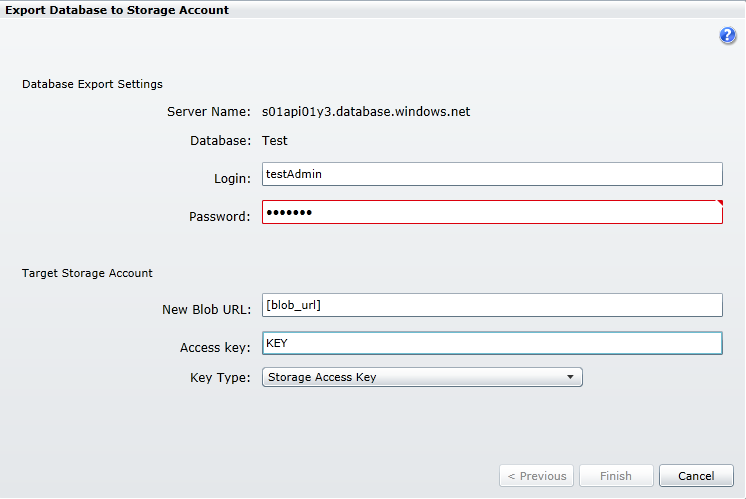 Export Database to Storage Account
?
Database Export Settings
Server Name: s01api01y3.database.windows.net
Database: Test
Login: testAdmin
Password: •••••••
Target Storage Account
New Blob URL: [blob_url]
Access key: KEY
Key Type: Storage Access Key
< Previous Finish Cancel